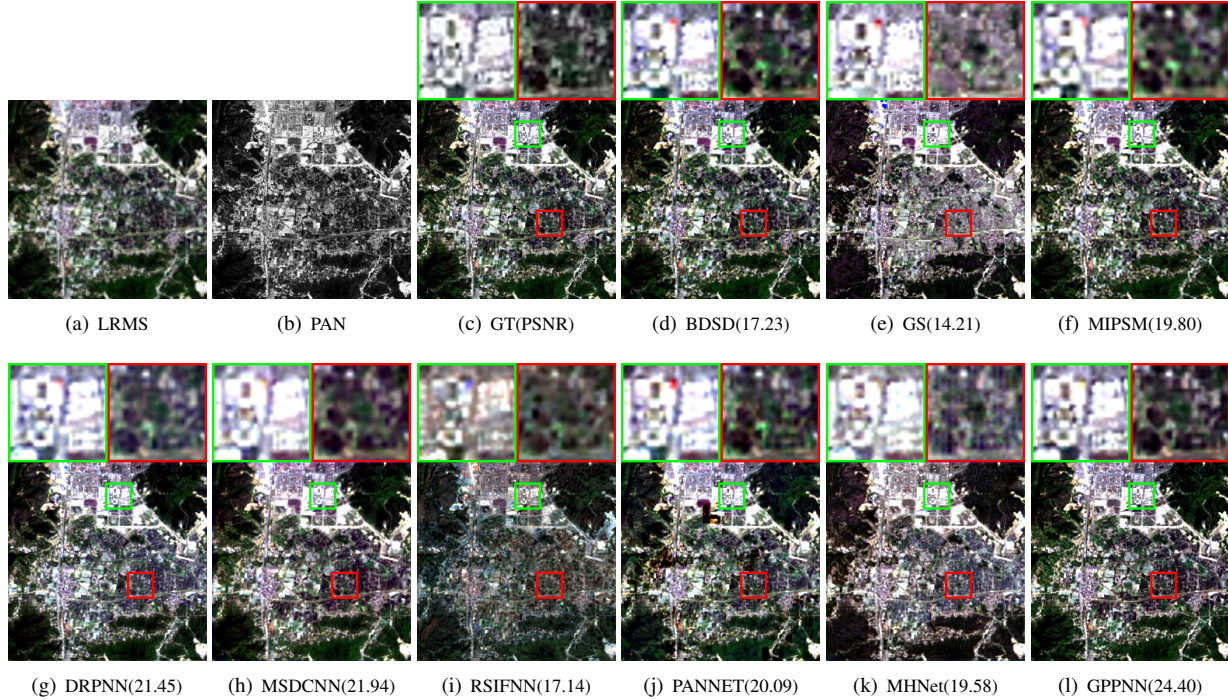 (a) LRMS
(b) PAN
(c) GT(PSNR)
(d) BDSD(17.23)
(e) GS(14.21)
(f) MIPSM(19.80)
(g) DRPNN(21.45)
(h) MSDCNN(21.94)
(i) RSIFNN(17.14)
(j) PANNET(20.09)
(k) MHNet(19.58)
(l) GPPNN(24.40)